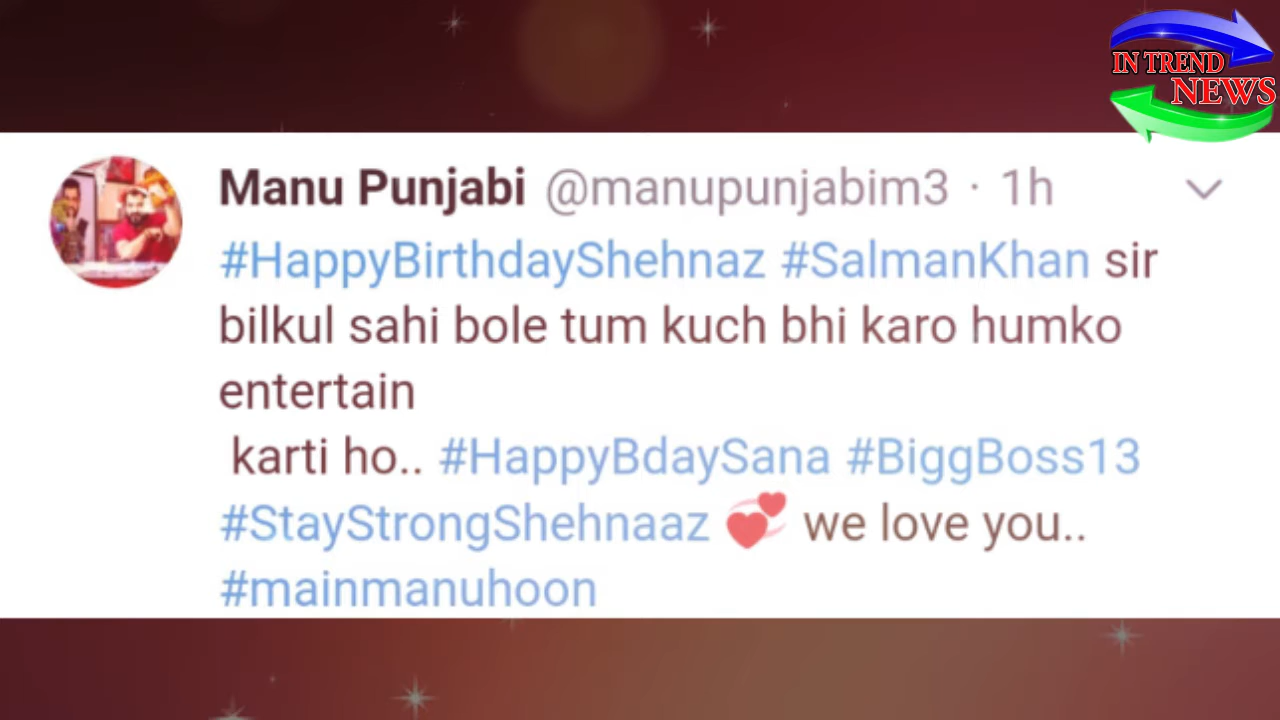 IN TREND
NEWS
Manu Punjabi @manupunjabim3 · 1h
#HappyBirthdayShehnaz #SalmanKhan sir
bilkul sahi bole tum kuch bhi karo humko
entertain
karti ho.. #HappyBdaySana #BiggBoss13
#StayStrongShehnaaz 💞 we love you..
#mainmanuhoon